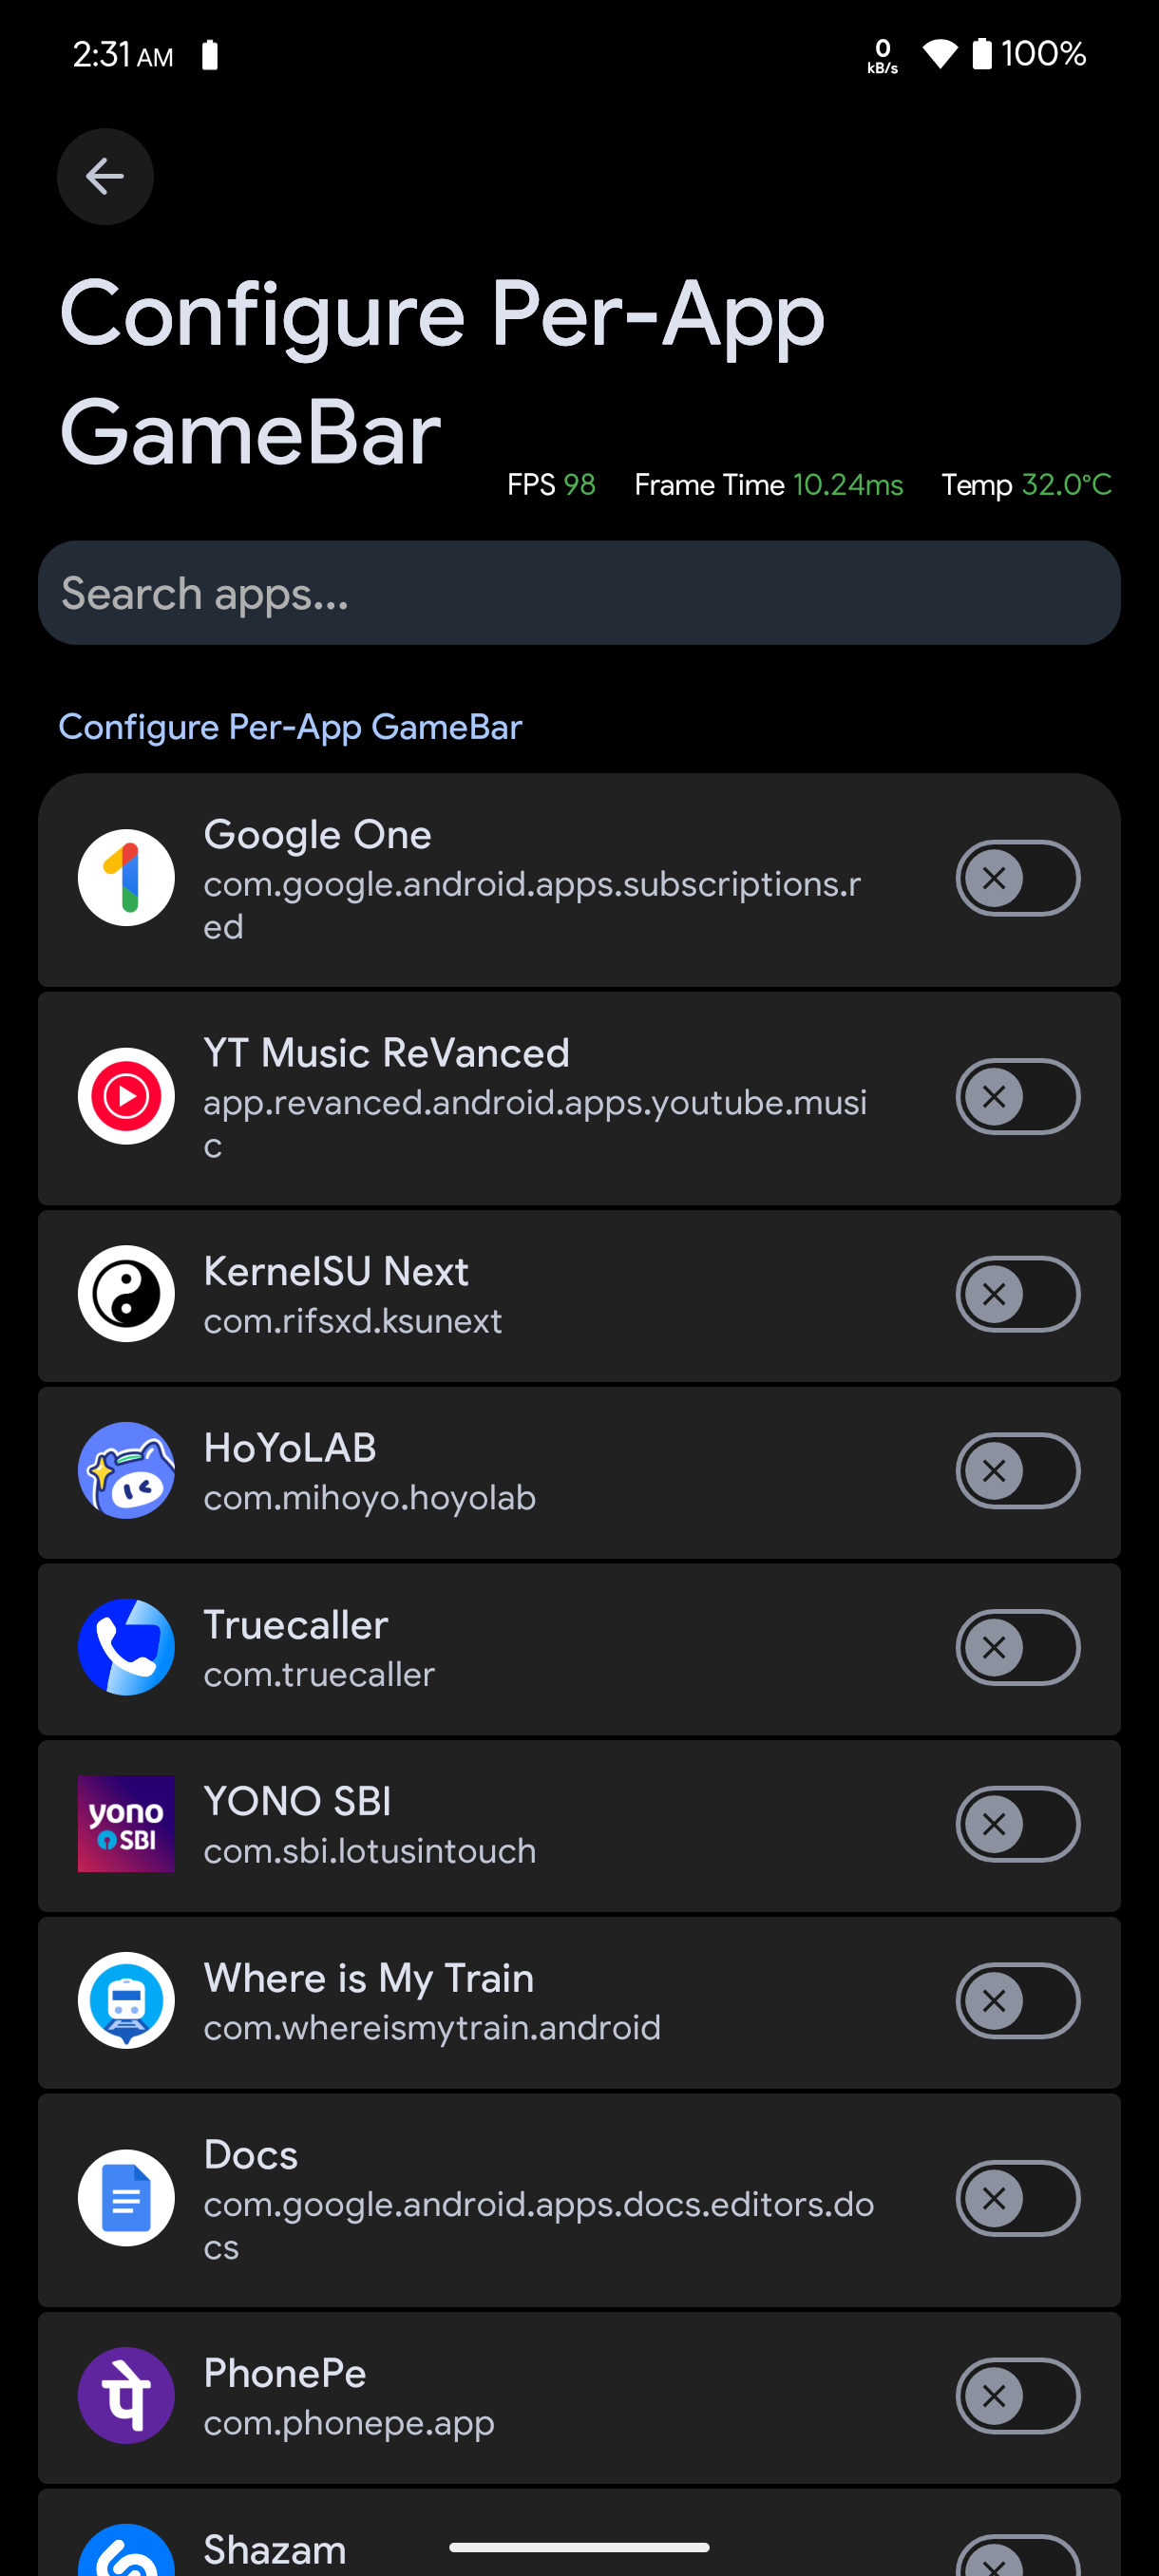 2:31 AM
0
kB/s
100%
Configure Per-App
GameBar
FPS 98 Frame Time 10.24ms Temp 32.0°C
Search apps...
Configure Per-App GameBar
Google One
com.google.android.apps.subscriptions.r
ed
YT Music ReVanced
app.revanced.android.apps.youtube.musi
c
KernelSU Next
com.rifsxd.ksunext
HoYoLAB
com.mihoyo.hoyolab
Truecaller
com.truecaller
yono
SBI
YONO SBI
com.sbi.lotusintouch
Where is My Train
com.whereismytrain.android
Docs
com.google.android.apps.docs.editors.do
cs
पे
PhonePe
com.phonepe.app
Shazam